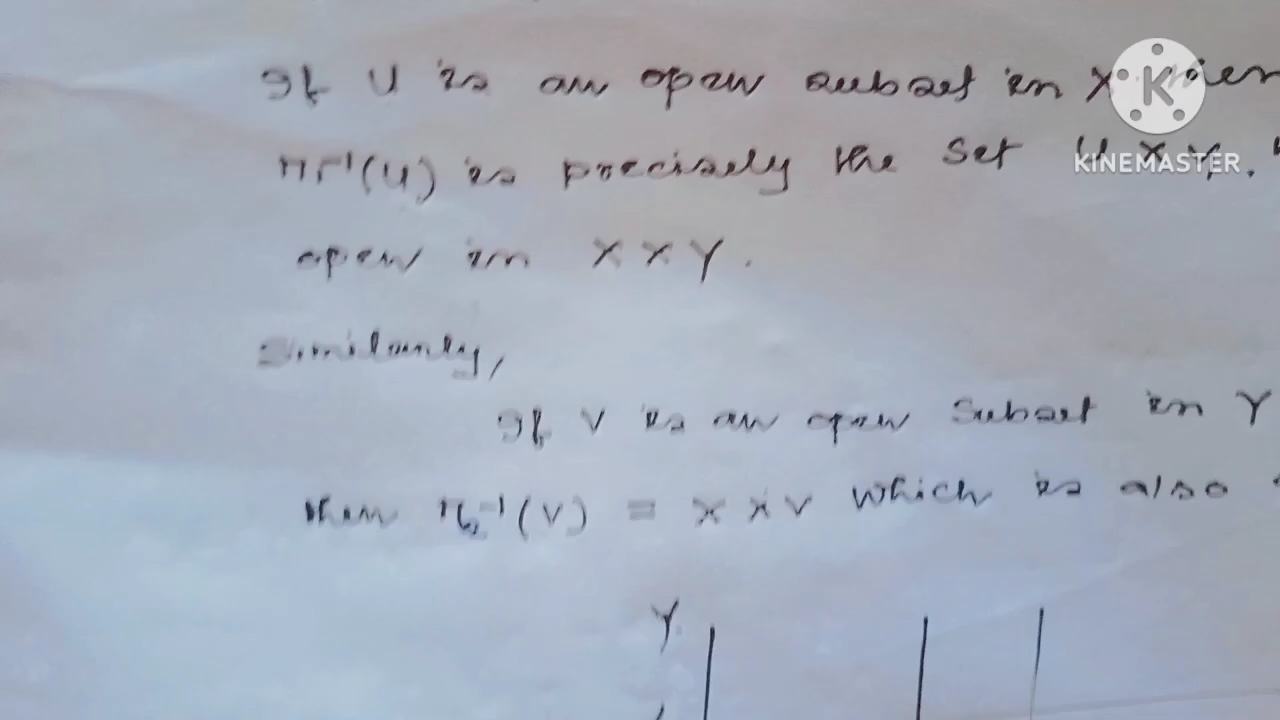 If U is an open subset in X
π₁⁻¹(U) is precisely the set U × Y.
KINEMASTER
open in X × Y.
Similarly,
If V is an open subset in Y
then π₂⁻¹(V) = X × V which is also
Y